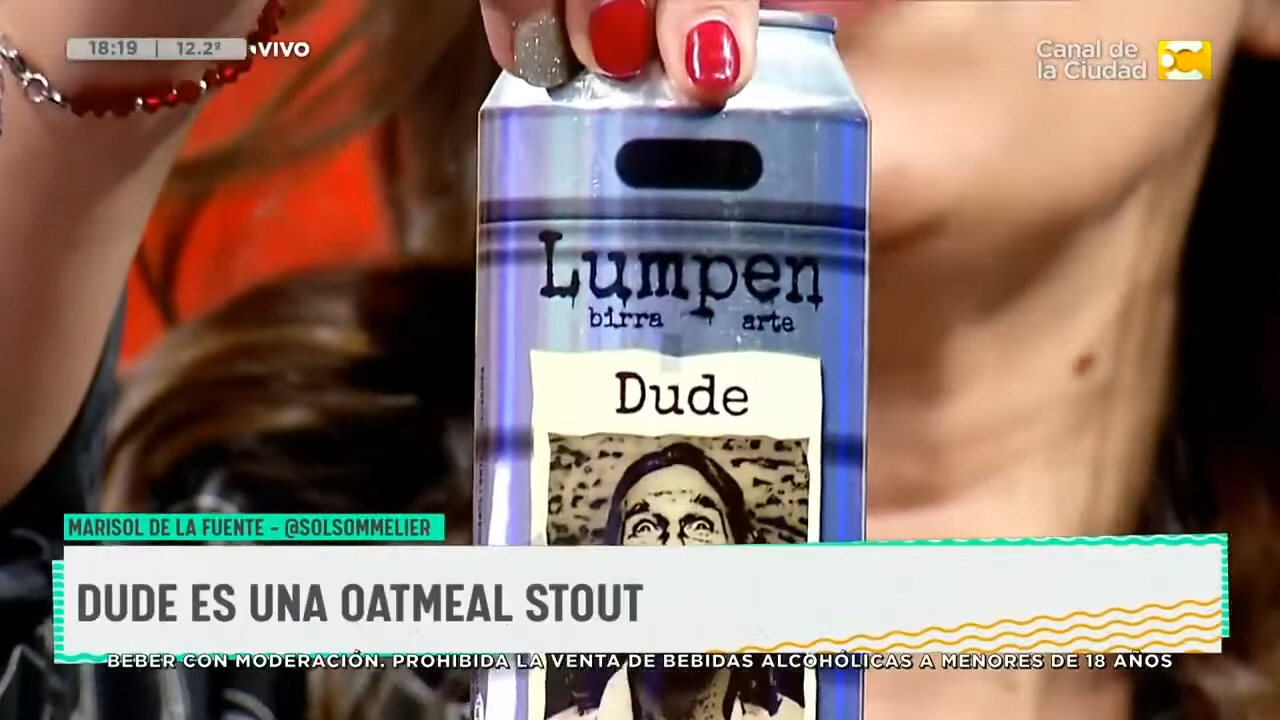 18:19 | 12.2º VIVO
Canal de
la Ciudad
Lumpen
birra arte
Dude
MARISOL DE LA FUENTE - @SOLSOMMELIER
DUDE ES UNA OATMEAL STOUT
BEBER CON MODERACIÓN. PROHIBIDA LA VENTA DE BEBIDAS ALCOHÓLICAS A MENORES DE 18 AÑOS